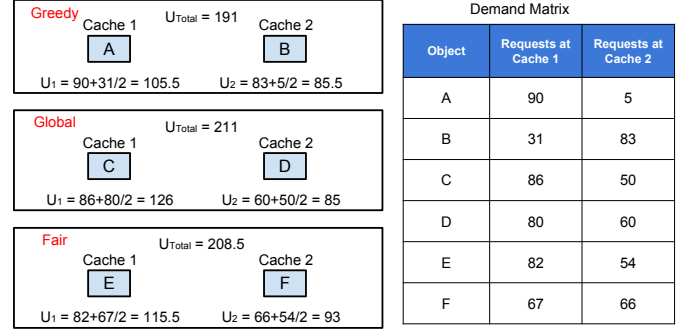 Greedy
UTotal = 191
Cache 1
Cache 2
A
B
U1 = 90+31/2 = 105.5
U2 = 83+5/2 = 85.5
Global
UTotal = 211
Cache 1
Cache 2
C
D
U1 = 86+80/2 = 126
U2 = 60+50/2 = 85
Fair
UTotal = 208.5
Cache 1
Cache 2
E
F
U1 = 82+67/2 = 115.5
U2 = 66+54/2 = 93
Demand Matrix
Object
Requests at
Cache 1
Requests at
Cache 2
A 90 5
B 31 83
C 86 50
D 80 60
E 82 54
F 67 66